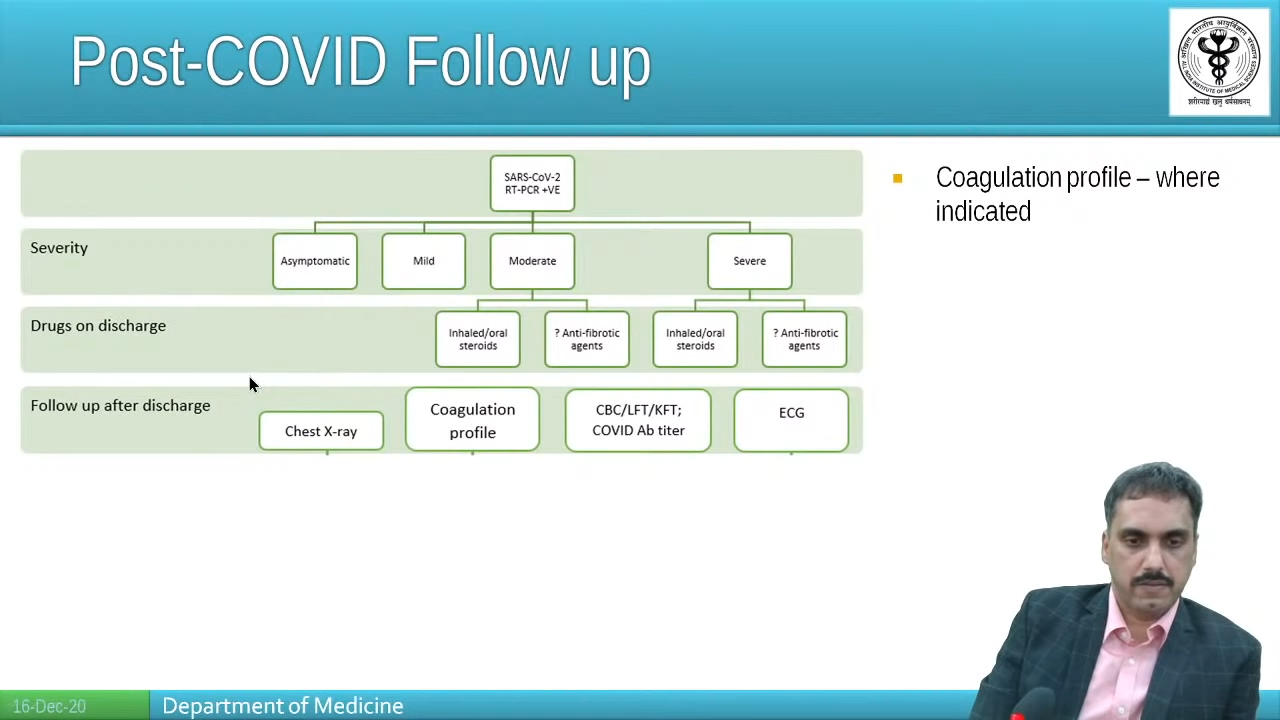 Post-COVID Follow up
SARS-CoV-2
RT-PCR +VE
Severity
Asymptomatic
Mild
Moderate
Severe
Drugs on discharge
Inhaled/oral
steroids
? Anti-fibrotic
agents
Inhaled/oral
steroids
? Anti-fibrotic
agents
Follow up after discharge
Chest X-ray
Coagulation
profile
CBC/LFT/KFT;
COVID Ab titer
ECG
Coagulation profile – where
indicated
16-Dec-20
Department of Medicine